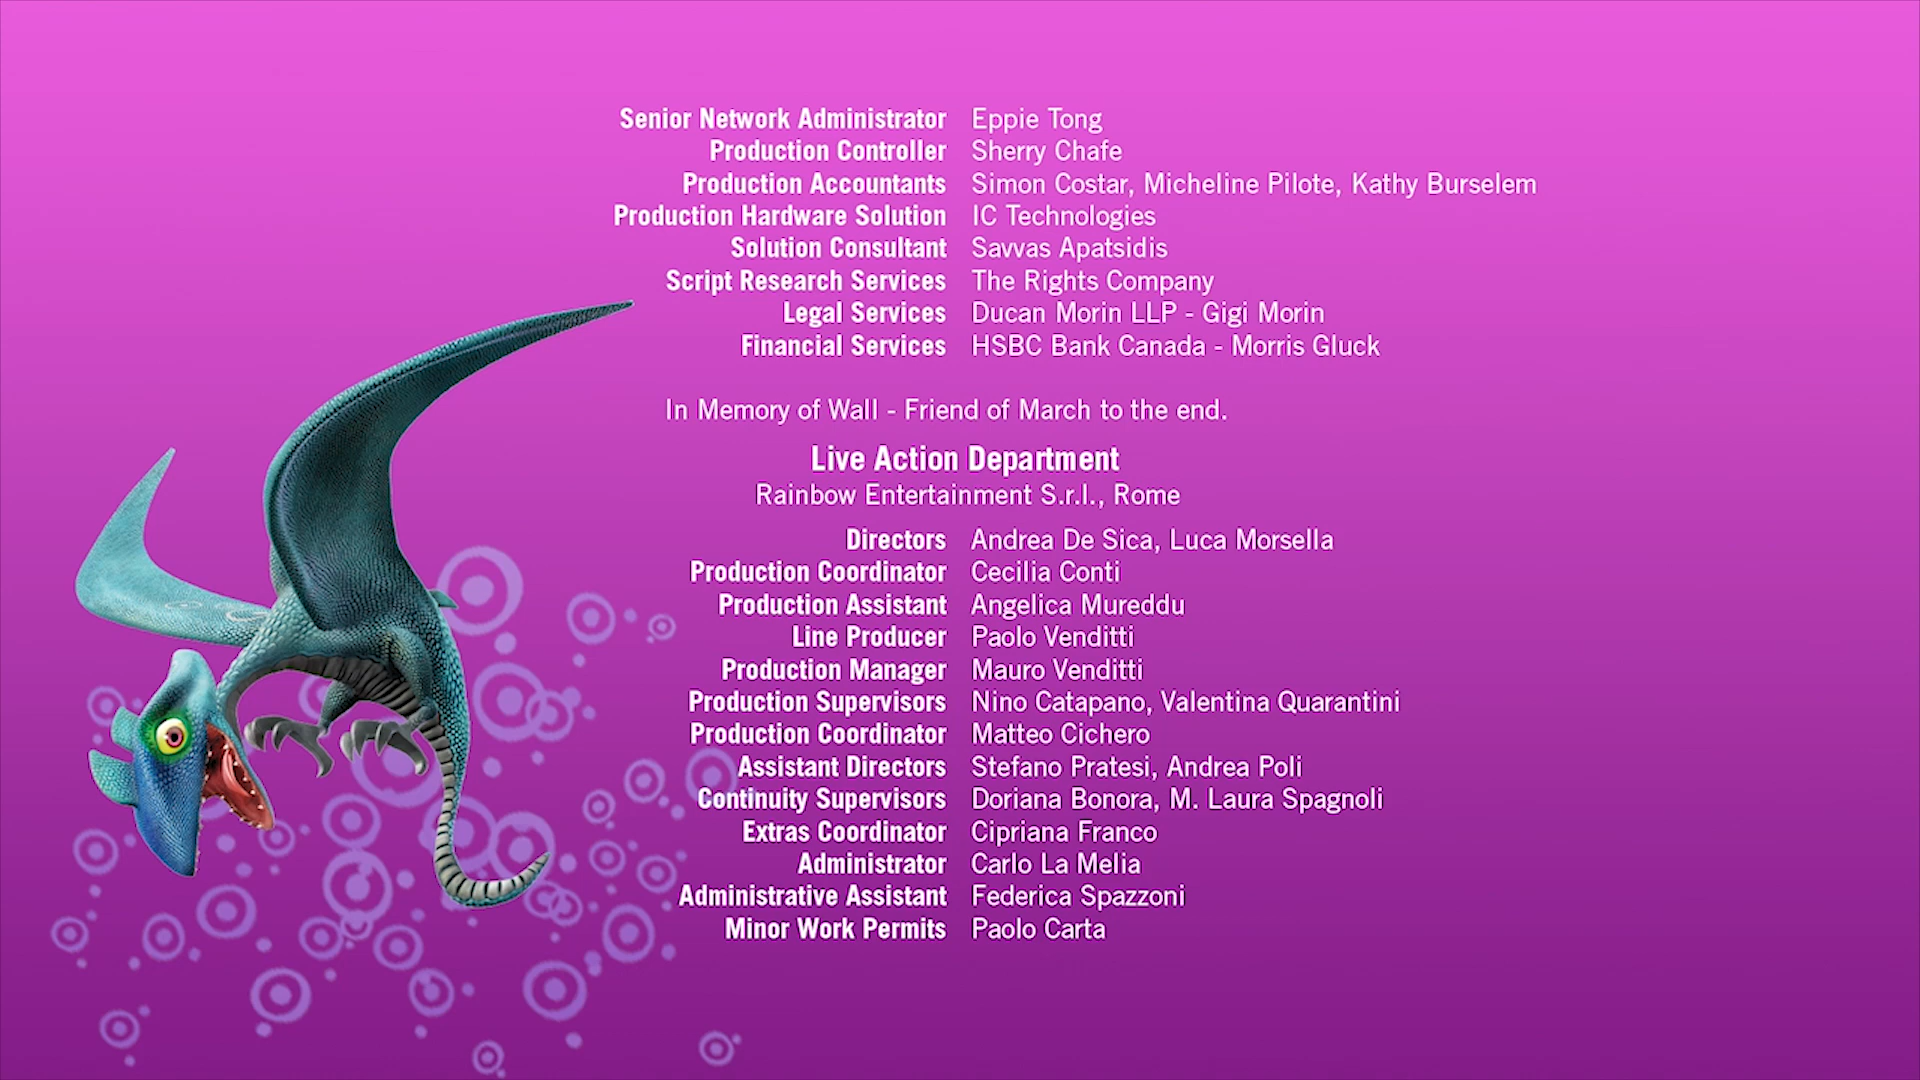 Senior Network Administrator Eppie Tong
Production Controller Sherry Chafe
Production Accountants Simon Costar, Micheline Pilote, Kathy Burselem
Production Hardware Solution IC Technologies
Solution Consultant Savvas Apatsidis
Script Research Services The Rights Company
Legal Services Ducan Morin LLP - Gigi Morin
Financial Services HSBC Bank Canada - Morris Gluck
In Memory of Wall - Friend of March to the end.
Live Action Department
Rainbow Entertainment S.r.l., Rome
Directors Andrea De Sica, Luca Morsella
Production Coordinator Cecilia Conti
Production Assistant Angelica Mureddu
Line Producer Paolo Venditti
Production Manager Mauro Venditti
Production Supervisors Nino Catapano, Valentina Quarantini
Production Coordinator Matteo Cichero
Assistant Directors Stefano Pratesi, Andrea Poli
Continuity Supervisors Doriana Bonora, M. Laura Spagnoli
Extras Coordinator Cipriana Franco
Administrator Carlo La Melia
Administrative Assistant Federica Spazzoni
Minor Work Permits Paolo Carta